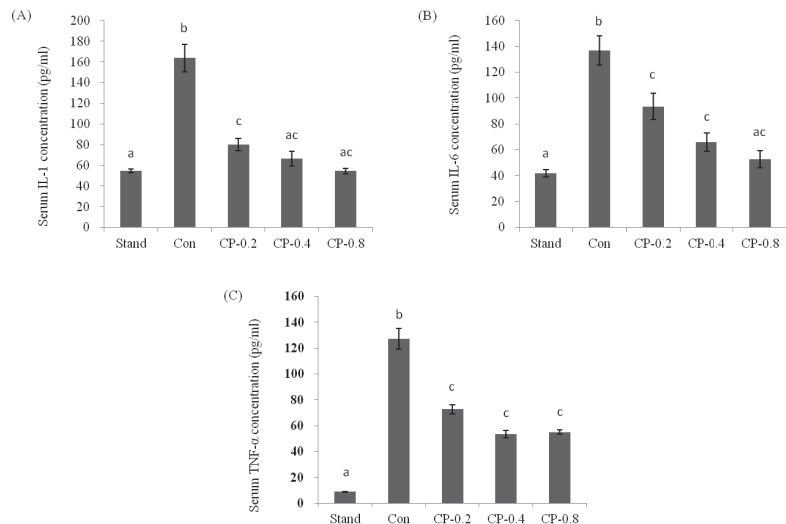 (A)
Serum IL-1 concentration (pg/ml)
200
180
160
140
120
100
80
60
40
20
0
a
b
c
ac
ac
Stand Con CP-0.2 CP-0.4 CP-0.8
(B)
Serum IL-6 concentration (pg/ml)
160
140
120
100
80
60
40
20
0
a
b
c
c
ac
Stand Con CP-0.2 CP-0.4 CP-0.8
(C)
Serum TNF-α concentration (pg/ml)
160
140
120
100
80
60
40
20
0
a
b
c
c
c
Stand Con CP-0.2 CP-0.4 CP-0.8